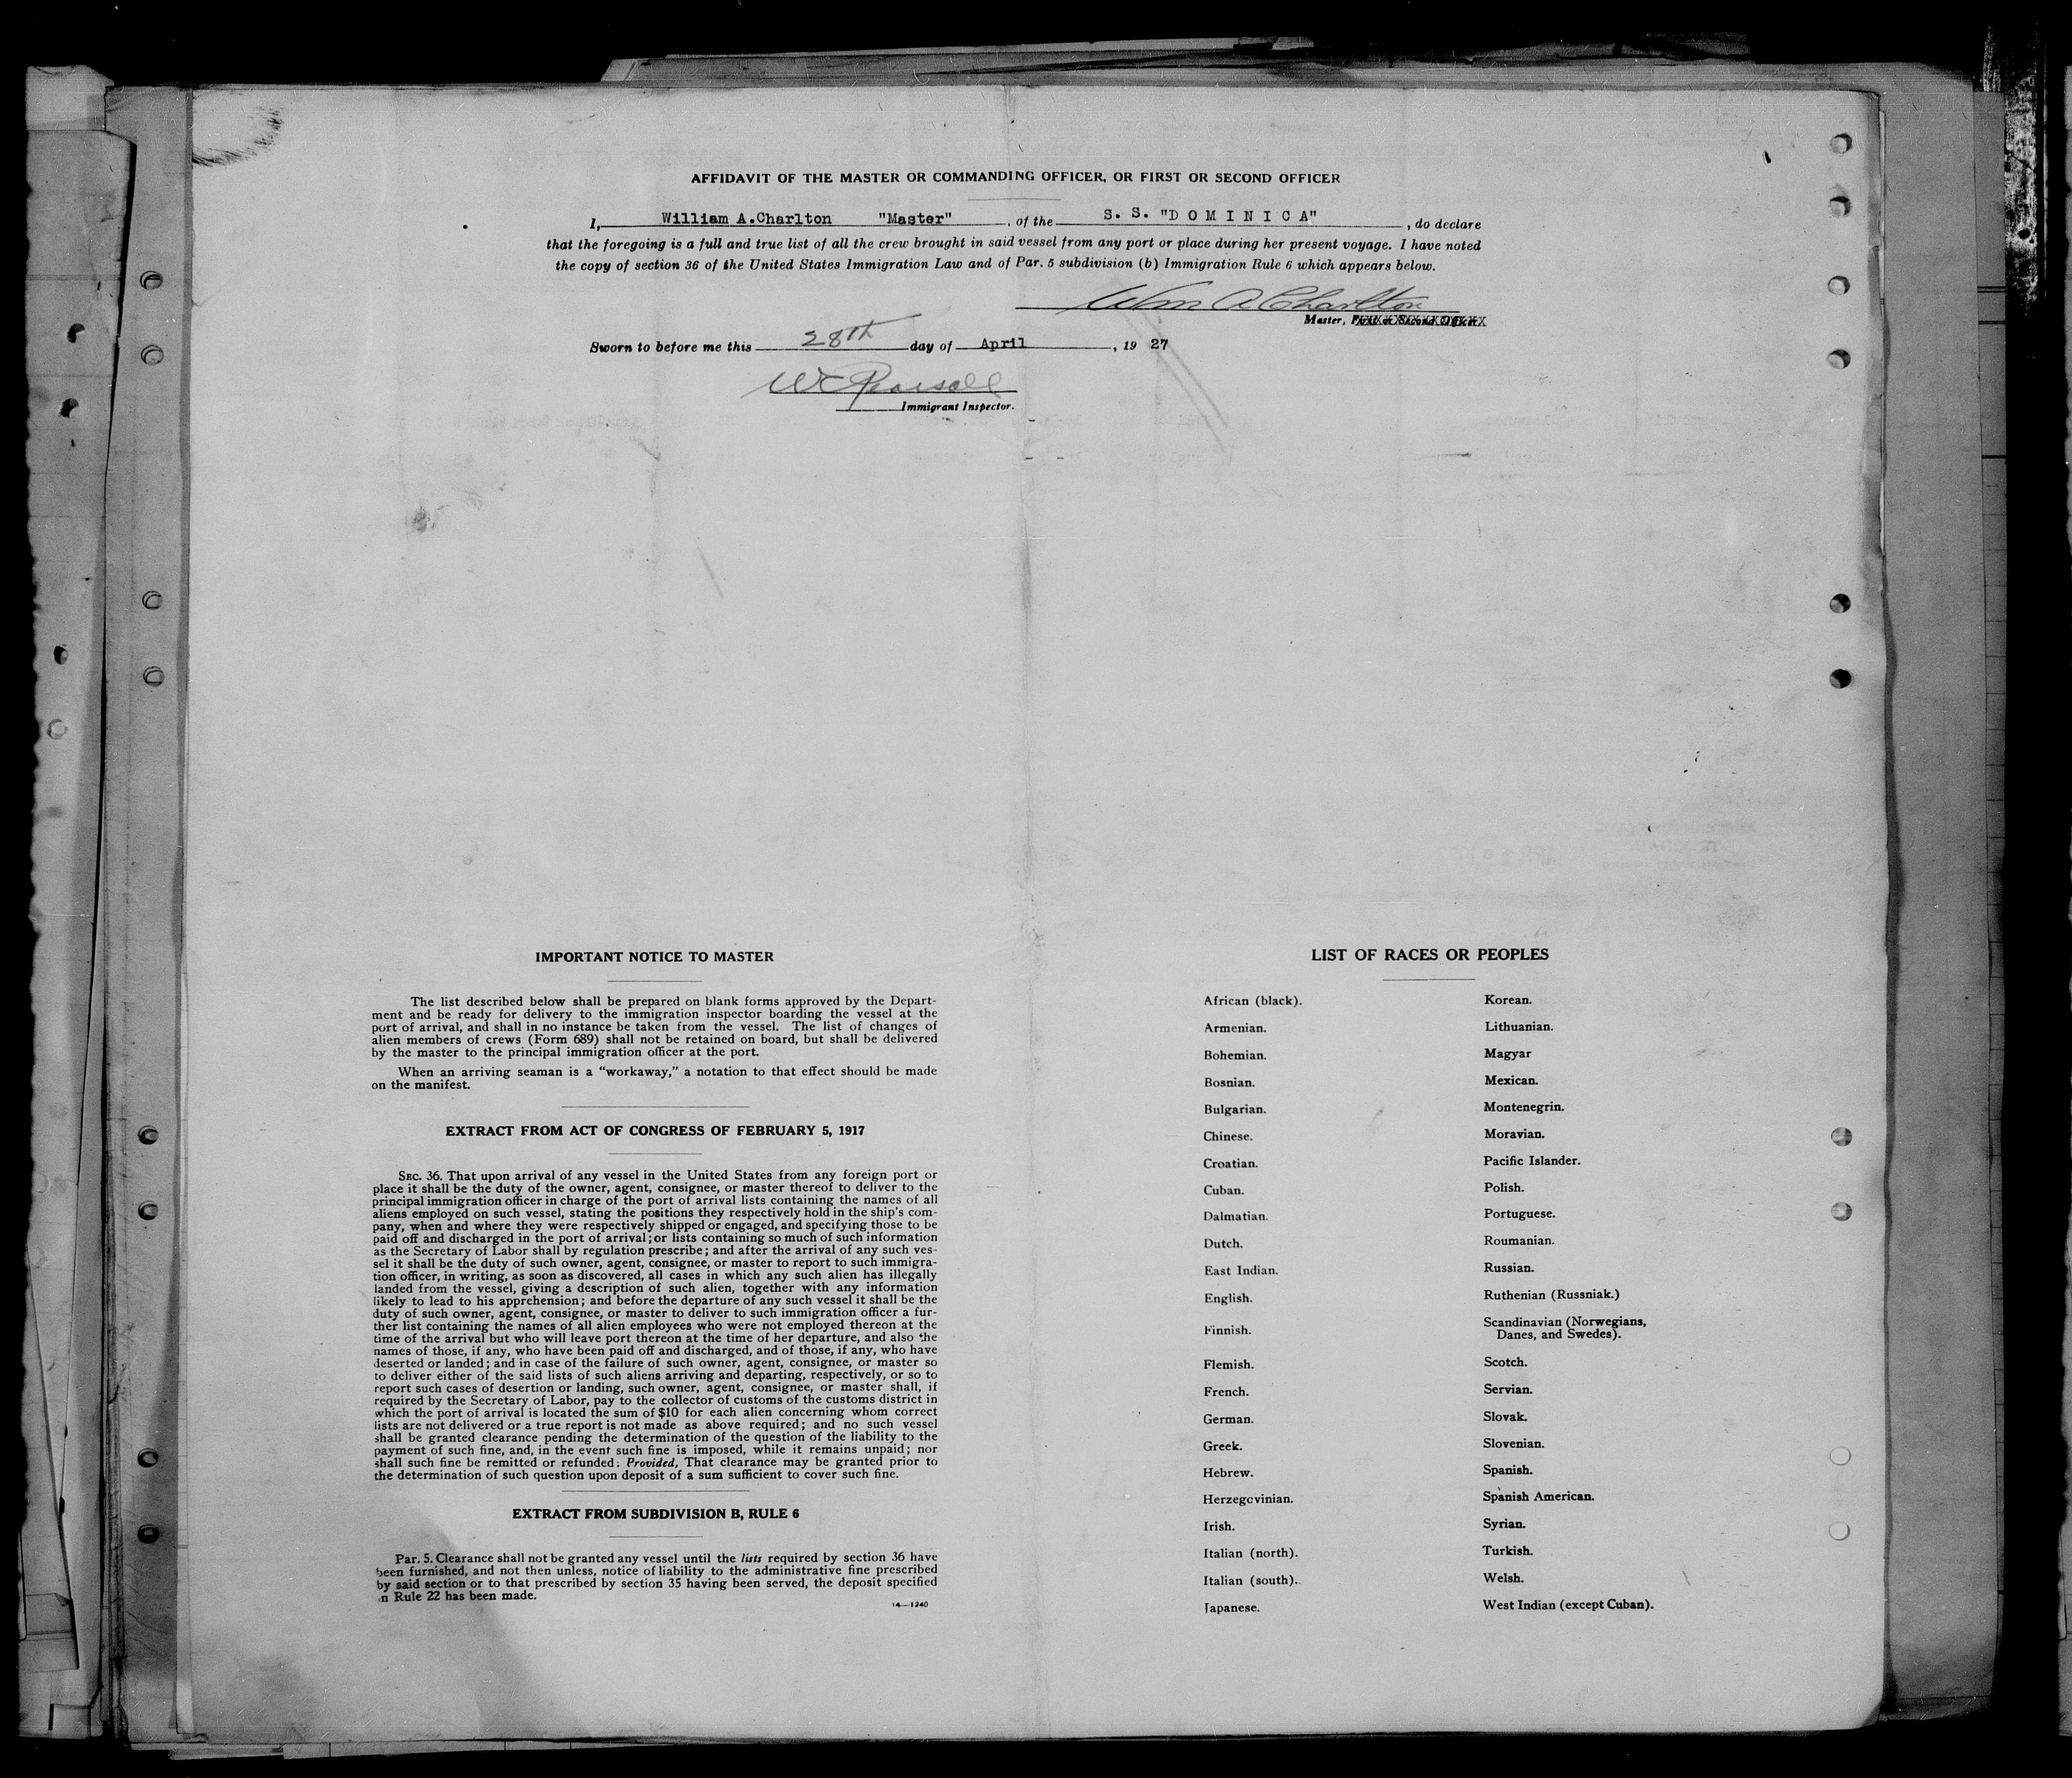 AFFIDAVIT OF THE MASTER OR COMMANDING OFFICER, OR FIRST OR SECOND OFFICER
I, William A.Charlton "Master" , of the S. S. "D O M I N I C A" , do declare
that the foregoing is a full and true list of all the crew brought in said vessel from any port or place during her present voyage. I have noted
the copy of section 36 of the United States Immigration Law and of Par. 5 subdivision (b) Immigration Rule 6 which appears below.
Wm A Charlton
Master, First or Second Officer.
Sworn to before me this 28th day of April , 19 27
W C Pearsall
Immigrant Inspector.
IMPORTANT NOTICE TO MASTER
The list described below shall be prepared on blank forms approved by the Depart-
ment and be ready for delivery to the immigration inspector boarding the vessel at the
port of arrival, and shall in no instance be taken from the vessel. The list of changes of
alien members of crews (Form 689) shall not be retained on board, but shall be delivered
by the master to the principal immigration officer at the port.
When an arriving seaman is a "workaway," a notation to that effect should be made
on the manifest.
EXTRACT FROM ACT OF CONGRESS OF FEBRUARY 5, 1917
SEC. 36. That upon arrival of any vessel in the United States from any foreign port or
place it shall be the duty of the owner, agent, consignee, or master thereof to deliver to the
principal immigration officer in charge of the port of arrival lists containing the names of all
aliens employed on such vessel, stating the positions they respectively hold in the ship's com-
pany, when and where they were respectively shipped or engaged, and specifying those to be
paid off and discharged in the port of arrival; or lists containing so much of such information
as the Secretary of Labor shall by regulation prescribe; and after the arrival of any such ves-
sel it shall be the duty of such owner, agent, consignee, or master to report to such immigra-
tion officer, in writing, as soon as discovered, all cases in which any such alien has illegally
landed from the vessel, giving a description of such alien, together with any information
likely to lead to his apprehension; and before the departure of any such vessel it shall be the
duty of such owner, agent, consignee, or master to deliver to such immigration officer a fur-
ther list containing the names of all alien employees who were not employed thereon at the
time of the arrival but who will leave port thereon at the time of her departure, and also the
names of those, if any, who have been paid off and discharged, and of those, if any, who have
deserted or landed; and in case of the failure of such owner, agent, consignee, or master so
to deliver either of the said lists of such aliens arriving and departing, respectively, or so to
report such cases of desertion or landing, such owner, agent, consignee, or master shall, if
required by the Secretary of Labor, pay to the collector of customs of the customs district in
which the port of arrival is located the sum of $10 for each alien concerning whom correct
lists are not delivered or a true report is not made as above required; and no such vessel
shall be granted clearance pending the determination of the question of the liability to the
payment of such fine, and, in the event such fine is imposed, while it remains unpaid; nor
shall such fine be remitted or refunded: Provided, That clearance may be granted prior to
the determination of such question upon deposit of a sum sufficient to cover such fine.
EXTRACT FROM SUBDIVISION B, RULE 6
Par. 5. Clearance shall not be granted any vessel until the lists required by section 36 have
been furnished, and not then unless, notice of liability to the administrative fine prescribed
by said section or to that prescribed by section 35 having been served, the deposit specified
in Rule 22 has been made.
14—1240
LIST OF RACES OR PEOPLES
African (black).
Armenian.
Bohemian.
Bosnian.
Bulgarian.
Chinese.
Croatian.
Cuban.
Dalmatian.
Dutch.
East Indian.
English.
Finnish.
Flemish.
French.
German.
Greek.
Hebrew.
Herzegovinian.
Irish.
Italian (north).
Italian (south).
Japanese.
Korean.
Lithuanian.
Magyar
Mexican.
Montenegrin.
Moravian.
Pacific Islander.
Polish.
Portuguese.
Roumanian.
Russian.
Ruthenian (Russniak.)
Scandinavian (Norwegians,
Danes, and Swedes).
Scotch.
Servian.
Slovak.
Slovenian.
Spanish.
Spanish American.
Syrian.
Turkish.
Welsh.
West Indian (except Cuban).